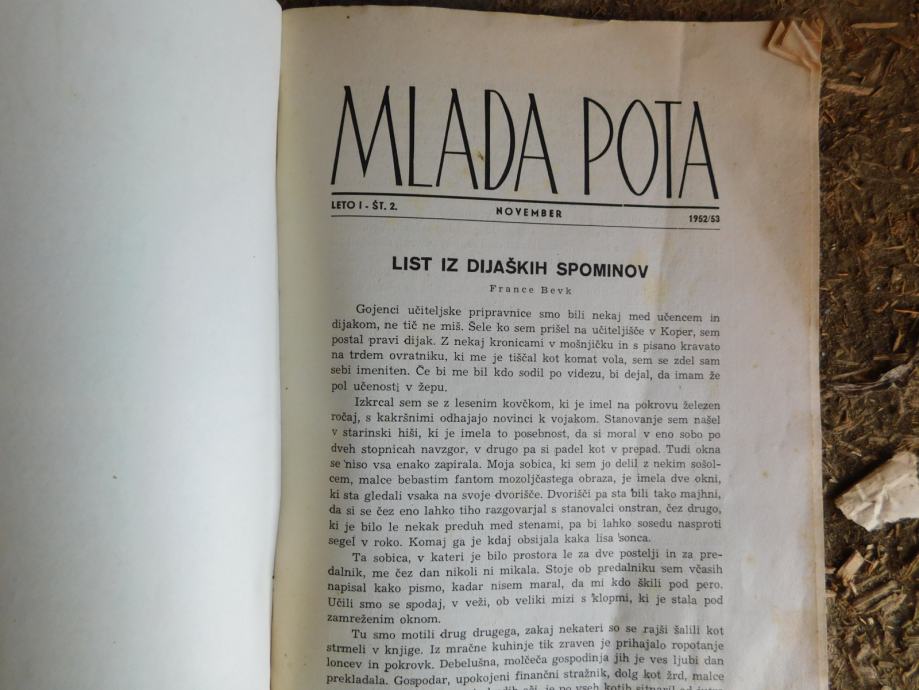 MLADA POTA
LETO I - ŠT. 2.
NOVEMBER
1952/53
LIST IZ DIJAŠKIH SPOMINOV
France Bevk
Gojenci učiteljske pripravnice smo bili nekaj med učencem in
dijakom, ne tič ne miš. Šele ko sem prišel na učiteljišče v Koper, sem
postal pravi dijak. Z nekaj kronicami v mošnjičku in s pisano kravato
na trdem ovratniku, ki me je tiščal kot komat vola, sem se zdel sam
sebi imeniten. Če bi me bil kdo sodil po videzu, bi dejal, da imam že
pol učenosti v žepu.
Izkrcal sem se z lesenim kovčkom, ki je imel na pokrovu železen
ročaj, s kakršnimi odhajajo novinci k vojakom. Stanovanje sem našel
v starinski hiši, ki je imela to posebnost, da si moral v eno sobo po
dveh stopnicah navzgor, v drugo pa si padel kot v prepad. Tudi okna
se niso vsa enako zapirala. Moja sobica, ki sem jo delil z nekim sošol-
cem, malce bebastim fantom mozoljčastega obraza, je imela dve okni,
ki sta gledali vsaka na svoje dvorišče. Dvorišči pa sta bili tako majhni,
da si se čez eno lahko tiho razgovarjal s stanovalci onstran, čez drugo,
ki je bilo le nekak preduh med stenami, pa bi lahko sosedu nasproti
segel v roko. Komaj ga je kdaj obsijala kaka lisa sonca.
Ta sobica, v kateri je bilo prostora le za dve postelji in za pre-
dalnik, me čez dan nikoli ni mikala. Stoje ob predalniku sem včasih
napisal kako pismo, kadar nisem maral, da mi kdo škili pod pero.
Učili smo se spodaj, v veži, ob veliki mizi s klopmi, ki je stala pod
zamreženim oknom.
Tu smo motili drug drugega, zakaj nekateri so se rajši šalili kot
strmeli v knjige. Iz mračne kuhinje tik zraven je prihajalo ropotanje
loncev in pokrovk. Debelušna, molčeča gospodinja jih je ves ljubi dan
prekladala. Gospodar, upokojeni finančni stražnik, dolg kot žrd, malce